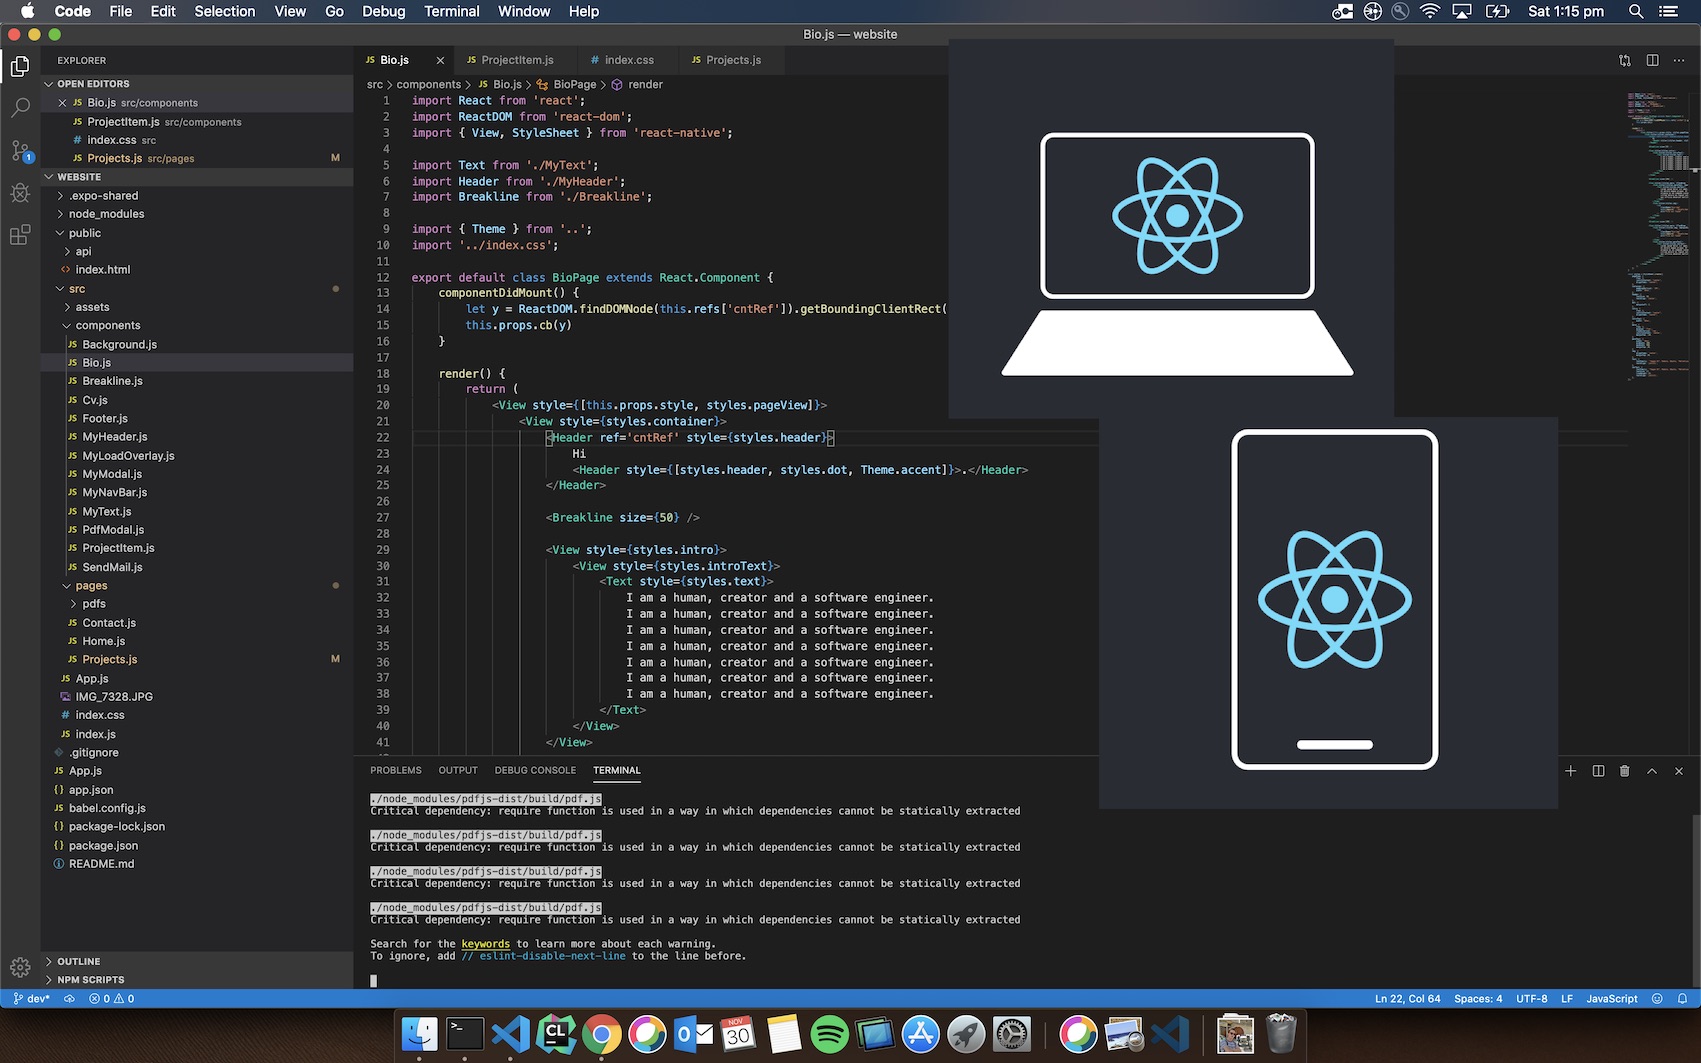 Code File Edit Selection View Go Debug Terminal Window Help
Sat 1:15 pm
Bio.js — website
EXPLORER
OPEN EDITORS
JS Bio.js src/components
JS ProjectItem.js src/components
# index.css src
JS Projects.js src/pages M
1
WEBSITE
.expo-shared
node_modules
public
api
<> index.html
src
assets
components
JS Background.js
JS Bio.js
JS Breakline.js
JS Cv.js
JS Footer.js
JS MyHeader.js
JS MyLoadOverlay.js
JS MyModal.js
JS MyNavBar.js
JS MyText.js
JS PdfModal.js
JS ProjectItem.js
JS SendMail.js
pages
pdfs
JS Contact.js
JS Home.js
JS Projects.js M
JS App.js
IMG_7328.JPG
# index.css
JS index.js
.gitignore
JS App.js
{} app.json
JS babel.config.js
{} package-lock.json
{} package.json
README.md
OUTLINE
NPM SCRIPTS
JS Bio.js JS ProjectItem.js # index.css JS Projects.js
src > components > JS Bio.js > BioPage > render
1 import React from 'react';
2 import ReactDOM from 'react-dom';
3 import { View, StyleSheet } from 'react-native';
4
5 import Text from './MyText';
6 import Header from './MyHeader';
7 import Breakline from './Breakline';
8
9 import { Theme } from '..';
10 import '../index.css';
11
12 export default class BioPage extends React.Component {
13 componentDidMount() {
14 let y = ReactDOM.findDOMNode(this.refs['cntRef']).getBoundingClientRect(
15 this.props.cb(y)
16 }
17
18 render() {
19 return (
20 <View style={[this.props.style, styles.pageView]}>
21 <View style={styles.container}>
22 <Header ref='cntRef' style={styles.header}>
23 Hi
24 <Header style={[styles.header, styles.dot, Theme.accent]}>.</Header>
25 </Header>
26
27 <Breakline size={50} />
28
29 <View style={styles.intro}>
30 <View style={styles.introText}>
31 <Text style={styles.text}>
32 I am a human, creator and a software engineer.
33 I am a human, creator and a software engineer.
34 I am a human, creator and a software engineer.
35 I am a human, creator and a software engineer.
36 I am a human, creator and a software engineer.
37 I am a human, creator and a software engineer.
38 I am a human, creator and a software engineer.
39 </Text>
40 </View>
41 </View>
PROBLEMS OUTPUT DEBUG CONSOLE TERMINAL
./node_modules/pdfjs-dist/build/pdf.js
Critical dependency: require function is used in a way in which dependencies cannot be statically extracted
./node_modules/pdfjs-dist/build/pdf.js
Critical dependency: require function is used in a way in which dependencies cannot be statically extracted
./node_modules/pdfjs-dist/build/pdf.js
Critical dependency: require function is used in a way in which dependencies cannot be statically extracted
./node_modules/pdfjs-dist/build/pdf.js
Critical dependency: require function is used in a way in which dependencies cannot be statically extracted
Search for the keywords to learn more about each warning.
To ignore, add // eslint-disable-next-line to the line before.
dev* 0 0 Ln 22, Col 64 Spaces: 4 UTF-8 LF JavaScript
CL
NOV
30